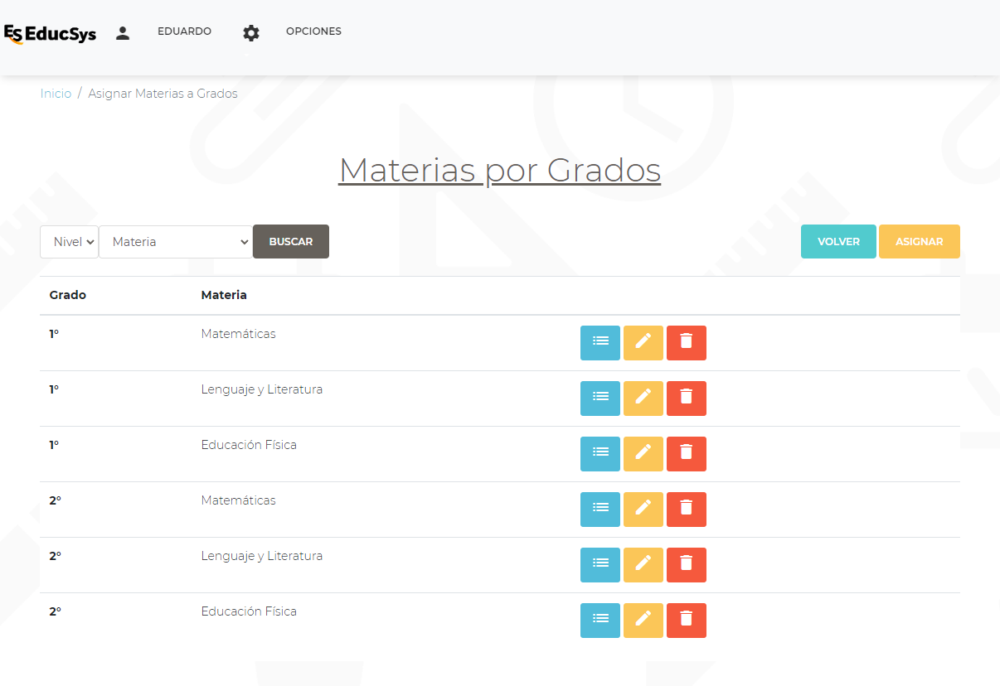 ES EducSys EDUARDO OPCIONES
Inicio / Asignar Materias a Grados
Materias por Grados
Nivel Materia BUSCAR VOLVER ASIGNAR
Grado Materia
1° Matemáticas
1° Lenguaje y Literatura
1° Educación Física
2° Matemáticas
2° Lenguaje y Literatura
2° Educación Física